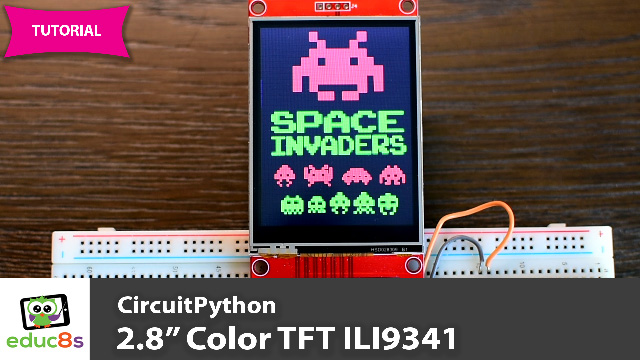 TUTORIAL
SPACE
INVADERS
CircuitPython
2.8” Color TFT ILI9341
educ8s